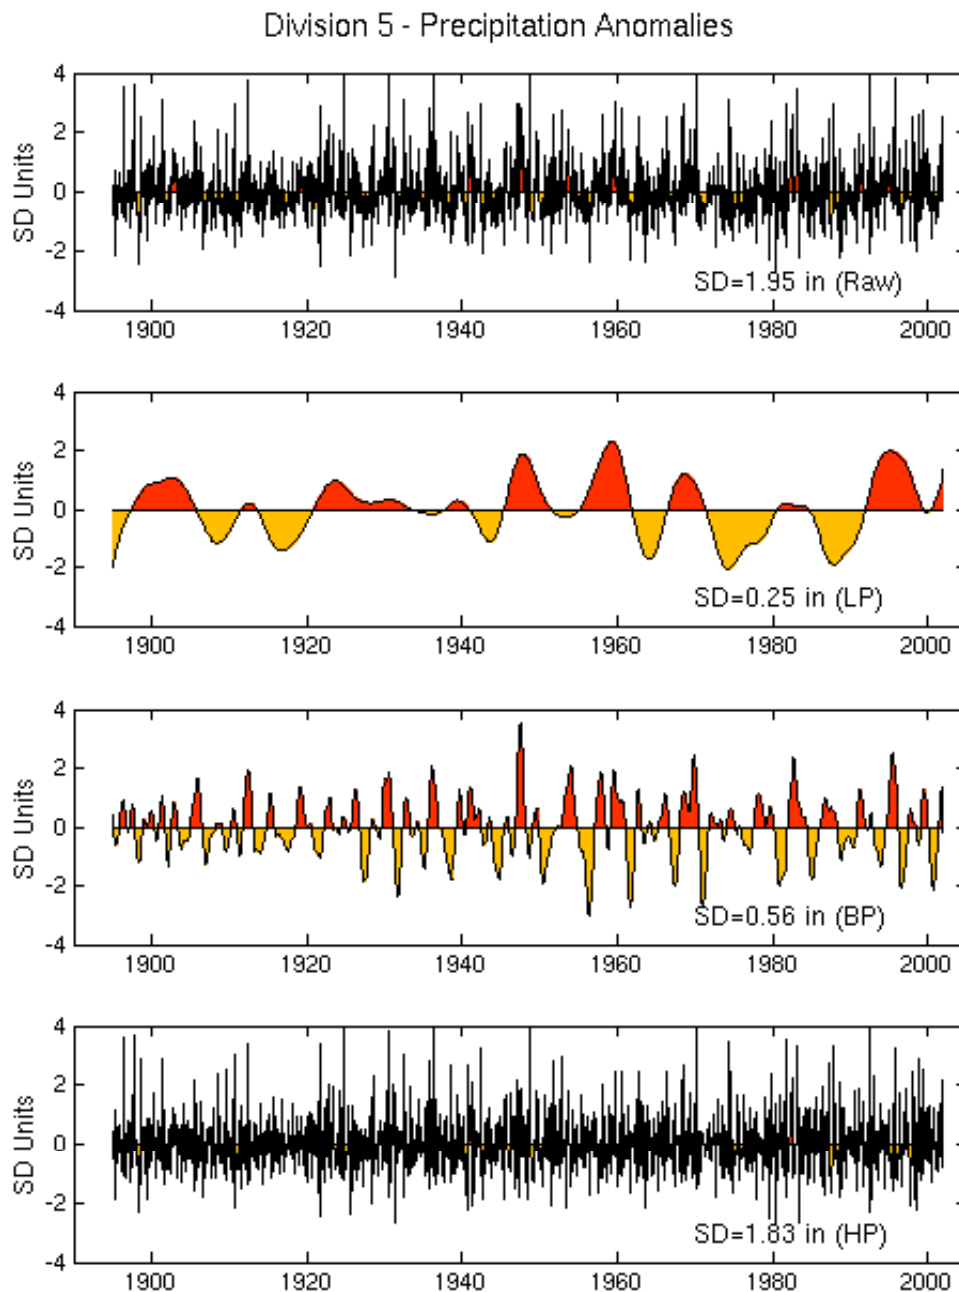 Division 5 - Precipitation Anomalies
4
2
0
-2
-4
SD Units
SD=1.95 in (Raw)
1900 1920 1940 1960 1980 2000
4
2
0
-2
-4
SD Units
SD=0.25 in (LP)
1900 1920 1940 1960 1980 2000
4
2
0
-2
-4
SD Units
SD=0.56 in (BP)
1900 1920 1940 1960 1980 2000
4
2
0
-2
-4
SD Units
SD=1.83 in (HP)
1900 1920 1940 1960 1980 2000